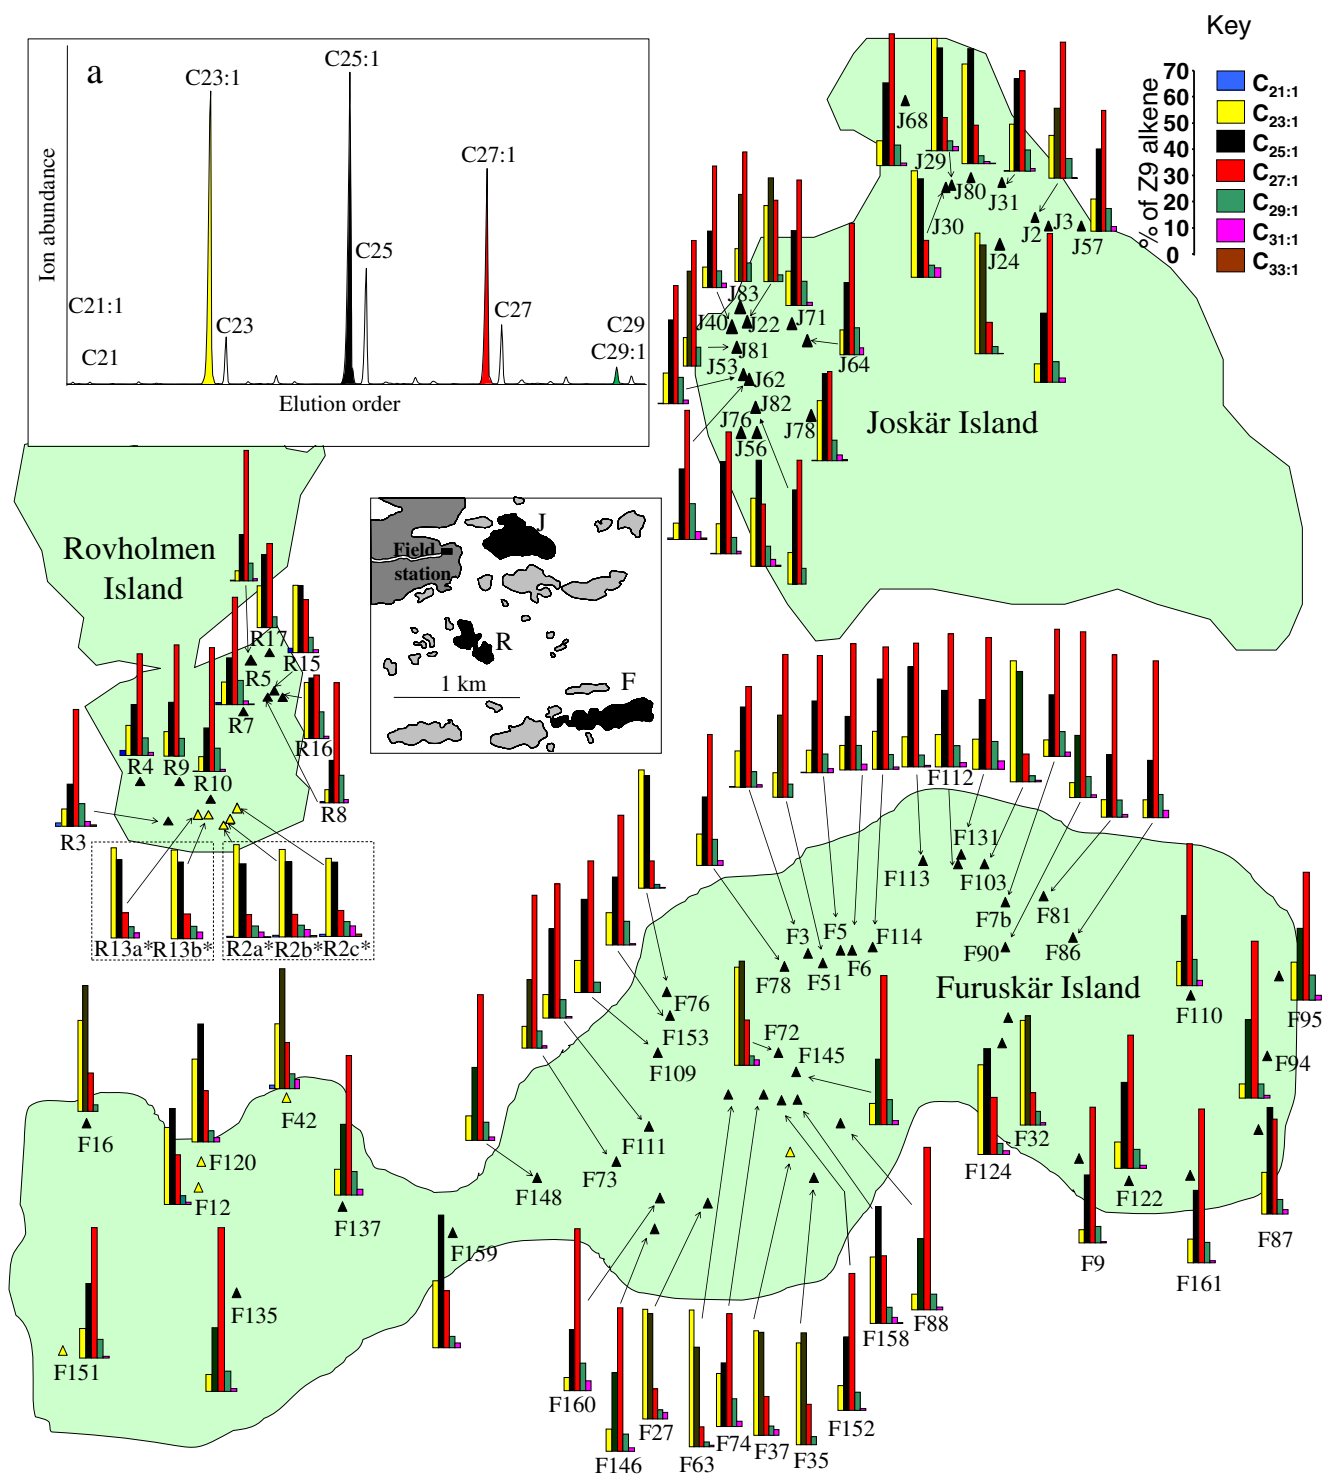 a
Ion abundance
C21:1
C21
C23:1
C23
C25:1
C25
C27:1
C27
C29
C29:1
Elution order
Key
% of Z9 alkene
70
60
50
40
30
20
10
0
C21:1
C23:1
C25:1
C27:1
C29:1
C31:1
C33:1
J68
J29
J80
J31
J30
J2
J3
J57
J24
J83
J40
J22
J71
J81
J64
J53
J62
J82
J76
J78
J56
Joskär Island
Rovholmen
Island
R17
R15
R5
R7
R16
R4
R9
R10
R8
R3
R13a*
R13b*
R2a*
R2b*
R2c*
Field
station
J
R
F
1 km
F112
F131
F113
F103
F7b
F81
F3
F5
F114
F6
F90
F86
F78
F51
Furuskär Island
F76
F153
F109
F72
F145
F110
F95
F94
F16
F42
F120
F12
F137
F111
F73
F148
F32
F124
F122
F9
F161
F87
F159
F135
F151
F158
F88
F160
F146
F27
F63
F74
F37
F35
F152